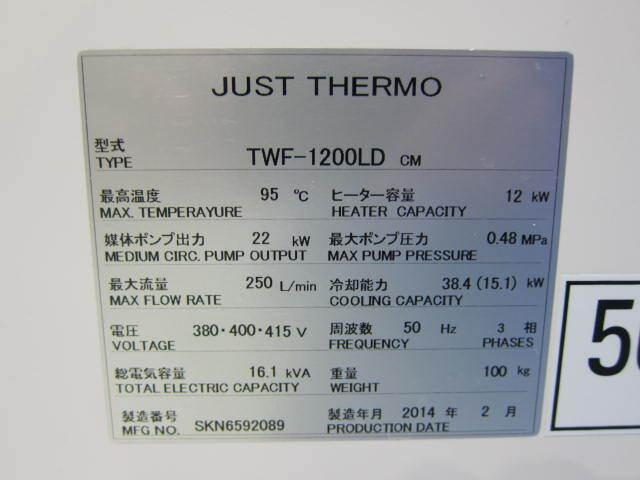 JUST THERMO
型式
TYPE TWF-1200LD CM
最高温度 95 ℃ ヒーター容量 12 kW
MAX. TEMPERAYURE HEATER CAPACITY
媒体ポンプ出力 22 kW 最大ポンプ圧力 0.48 MPa
MEDIUM CIRC. PUMP OUTPUT MAX PUMP PRESSURE
最大流量 250 L/min 冷却能力 38.4 (15.1) kW
MAX FLOW RATE COOLING CAPACITY
電圧 380・400・415 V 周波数 50 Hz 3 相
VOLTAGE FREQUENCY PHASES
総電気容量 16.1 kVA 重量 100 kg
TOTAL ELECTRIC CAPACITY WEIGHT
製造番号 SKN6592089 製造年月 2014 年 2 月
MFG NO. PRODUCTION DATE